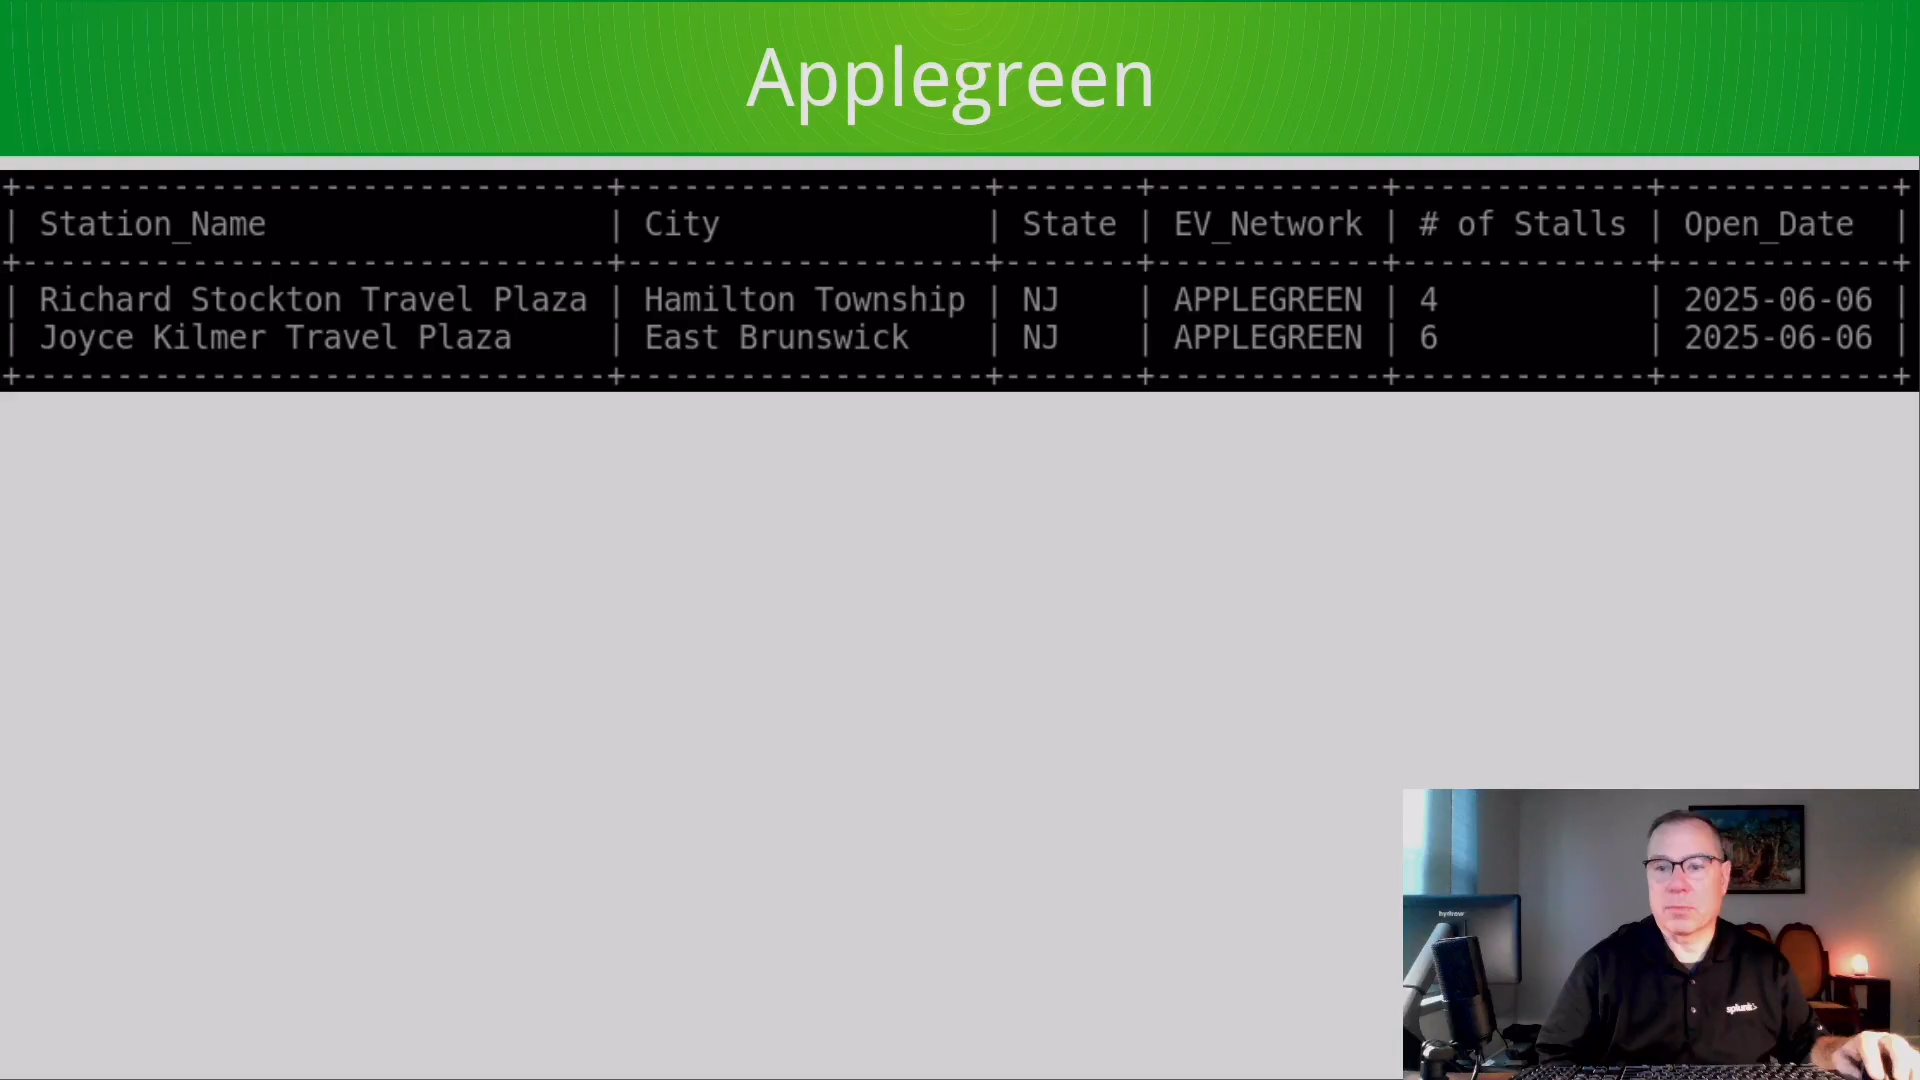 Applegreen
+-------------------------------+-------------------+-------+------------+-------------+------------+
| Station_Name | City | State | EV_Network | # of Stalls | Open_Date |
+-------------------------------+-------------------+-------+------------+-------------+------------+
| Richard Stockton Travel Plaza | Hamilton Township | NJ | APPLEGREEN | 4 | 2025-06-06 |
| Joyce Kilmer Travel Plaza | East Brunswick | NJ | APPLEGREEN | 6 | 2025-06-06 |
+-------------------------------+-------------------+-------+------------+-------------+------------+
splunk>